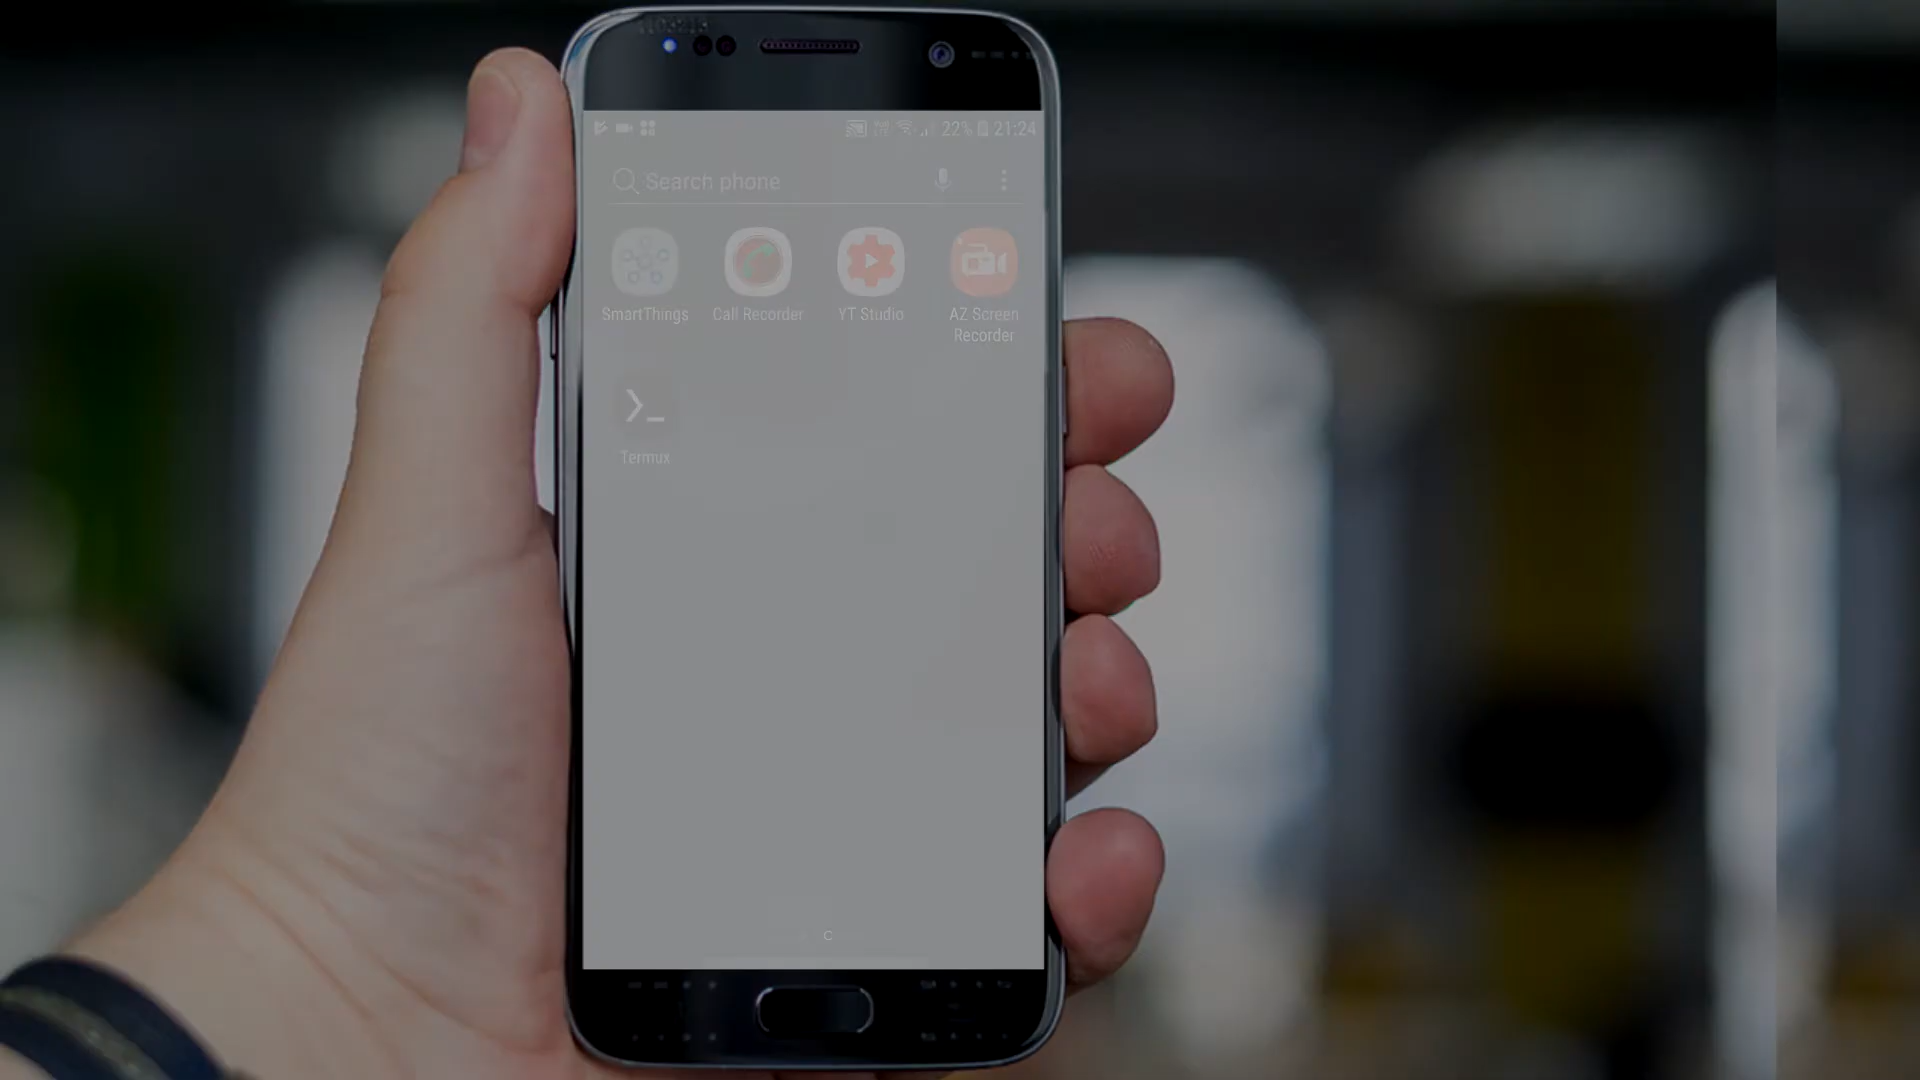 22% 21:24
Search phone
SmartThings Call Recorder YT Studio AZ Screen
Recorder
>_
Termux